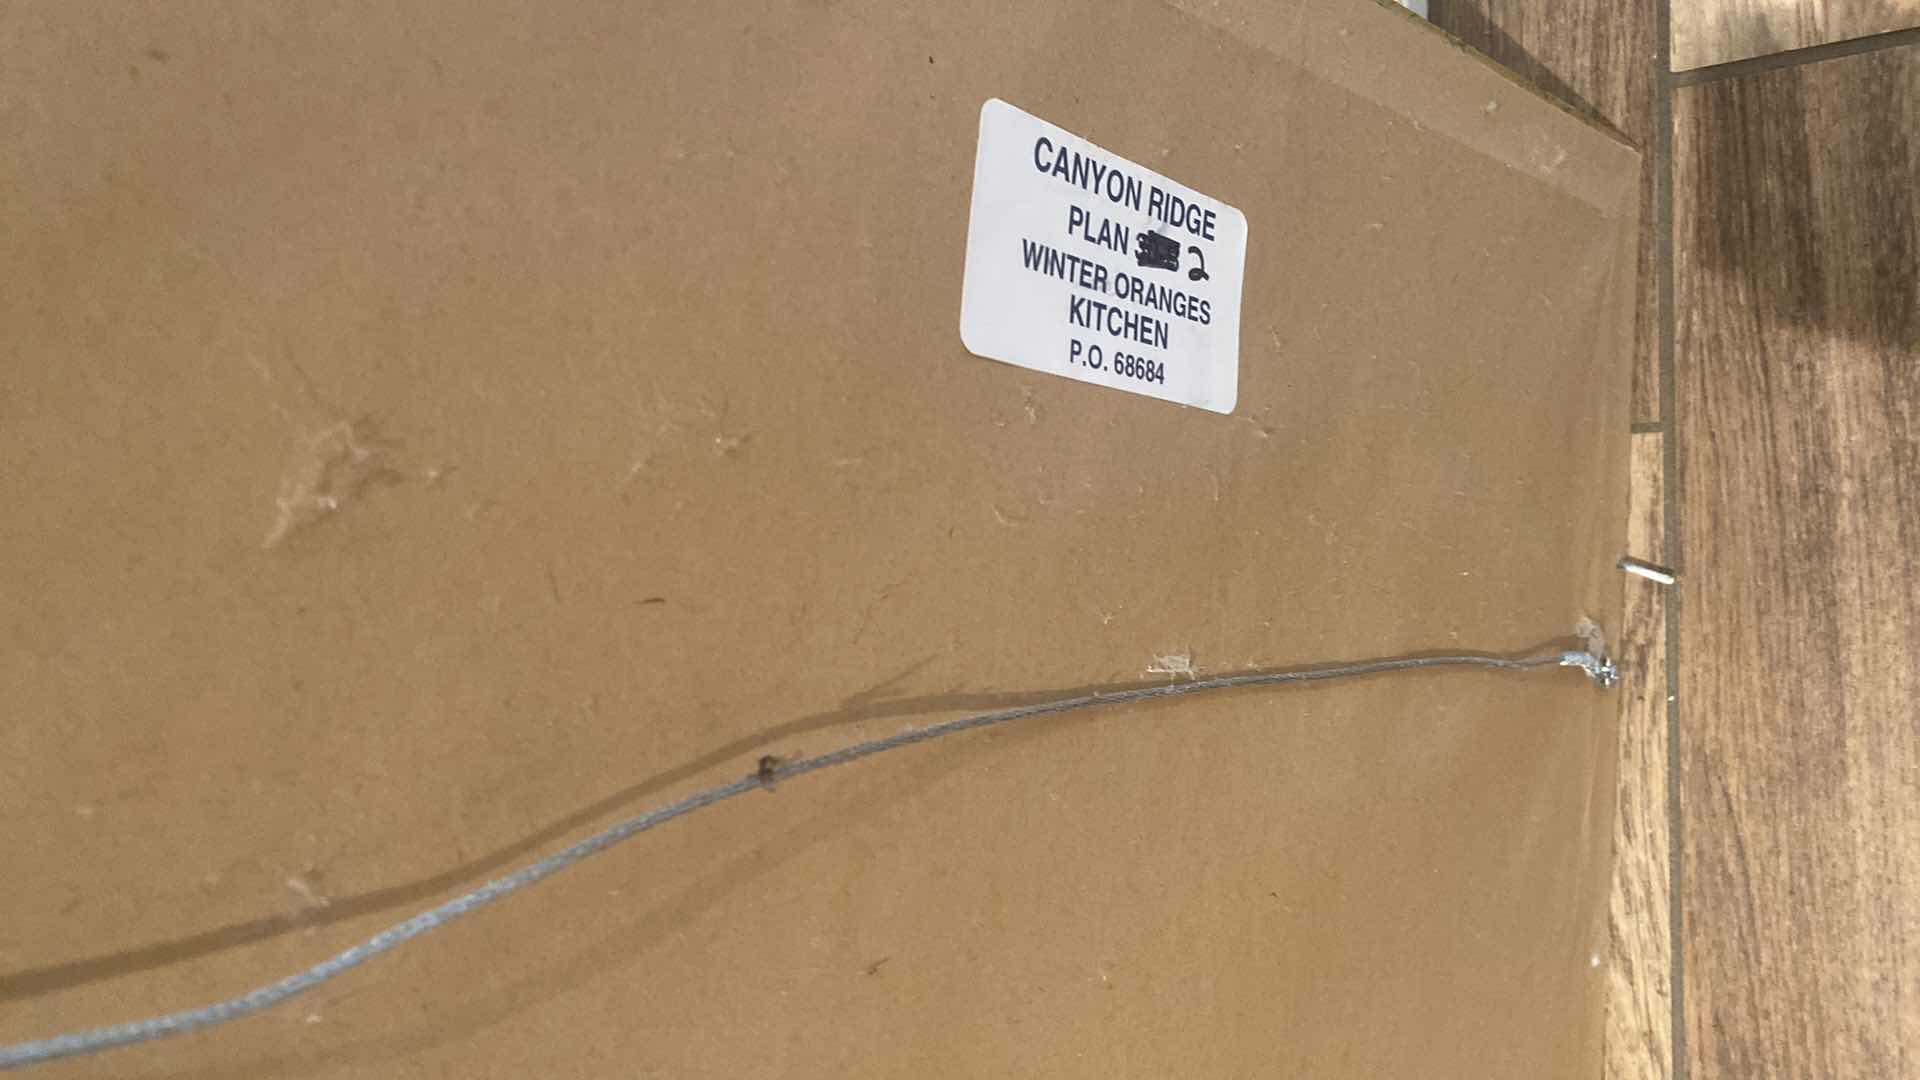 CANYON RIDGE
PLAN 2
WINTER ORANGES
KITCHEN
P.O. 68684